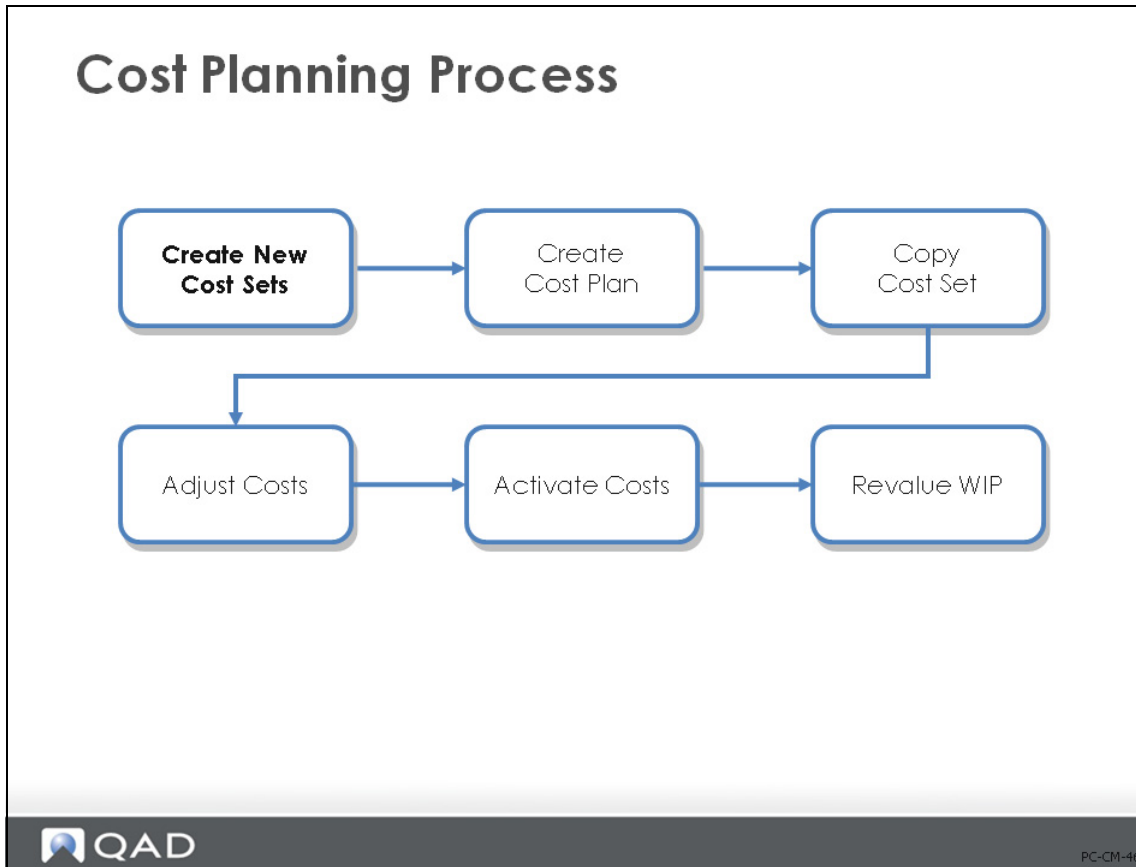 Cost Planning Process
Create New
Cost Sets
Create
Cost Plan
Copy
Cost Set
Adjust Costs
Activate Costs
Revalue WIP
QAD